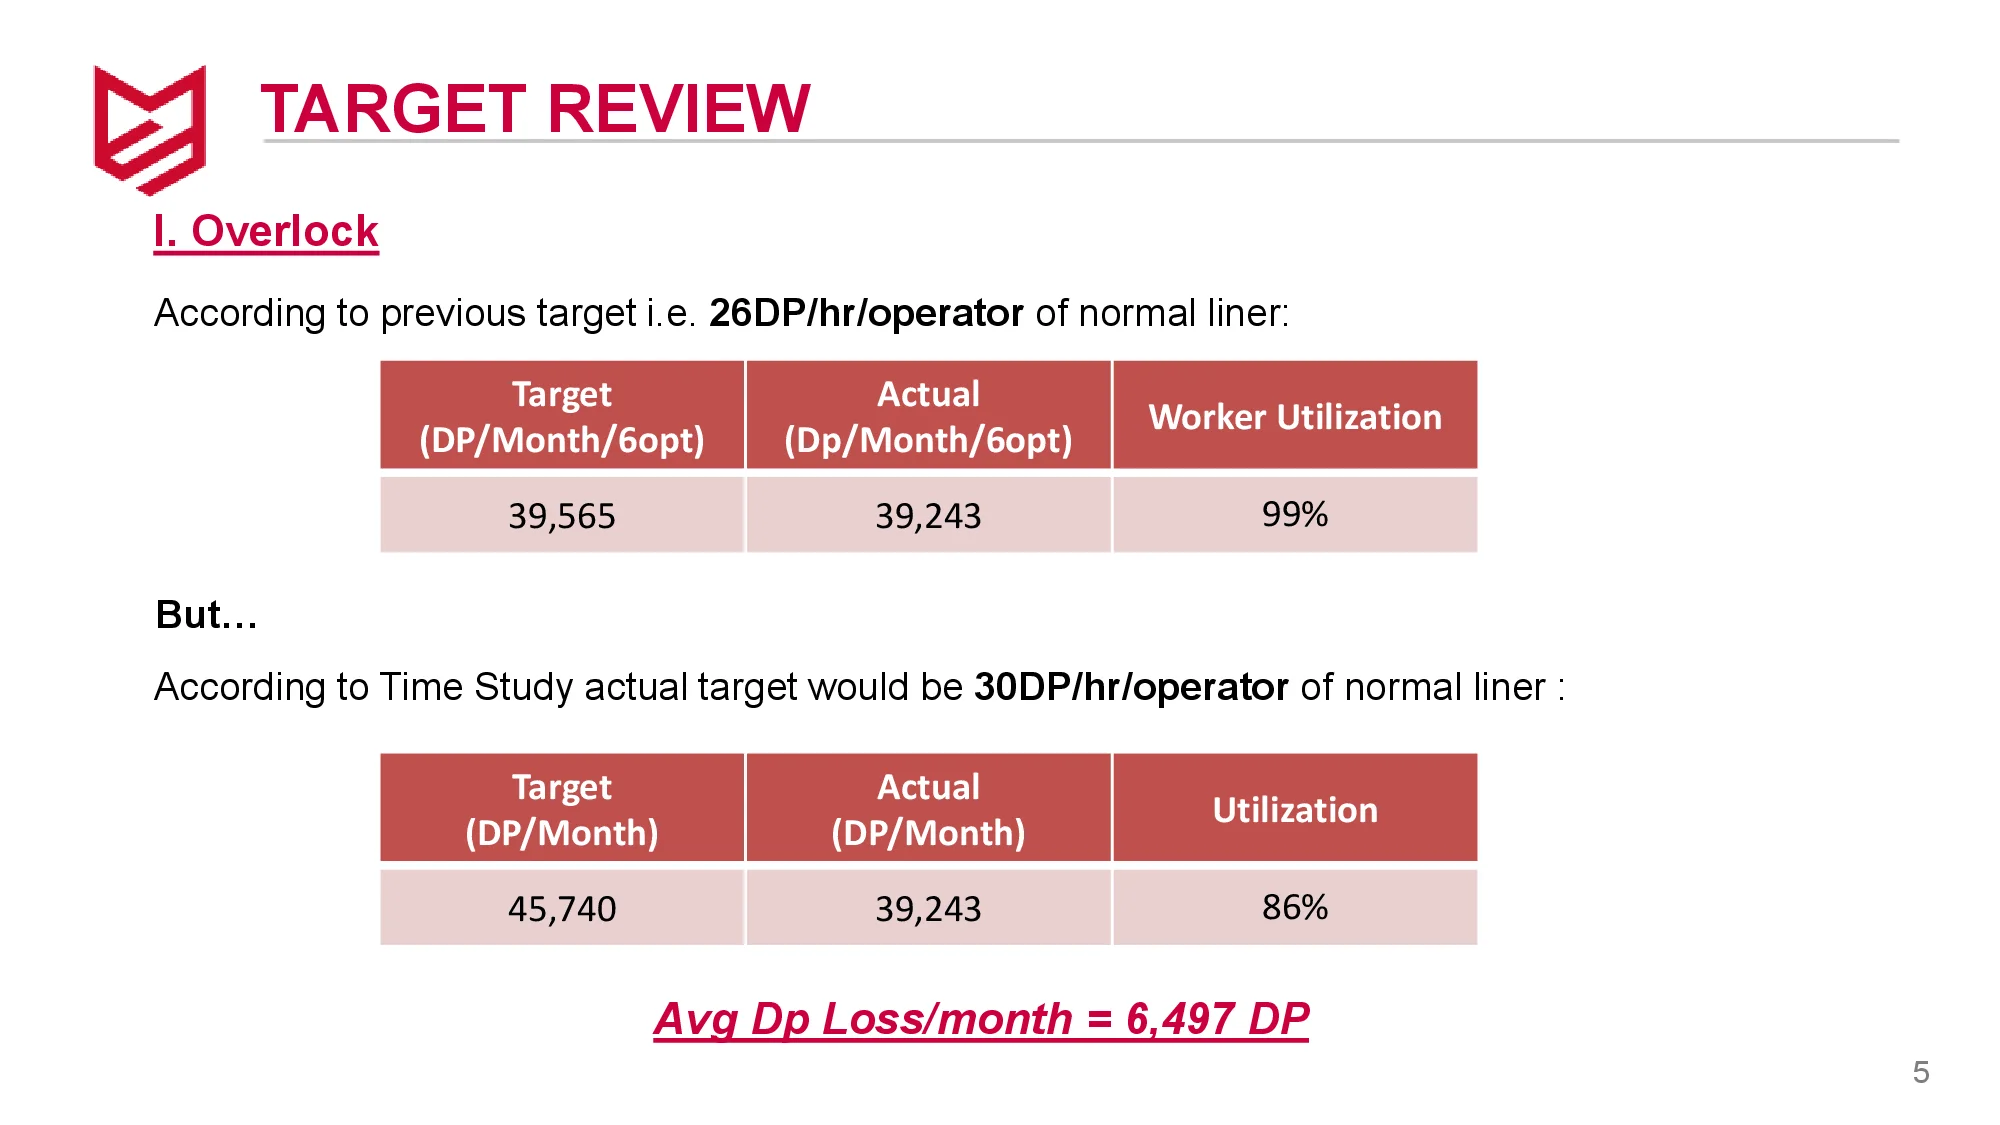 TARGET REVIEW
I. Overlock
According to previous target i.e. 26DP/hr/operator of normal liner:
Target
(DP/Month/6opt)
Actual
(Dp/Month/6opt)
Worker Utilization
39,565
39,243
99%
But…
According to Time Study actual target would be 30DP/hr/operator of normal liner :
Target
(DP/Month)
Actual
(DP/Month)
Utilization
45,740
39,243
86%
Avg Dp Loss/month = 6,497 DP
5